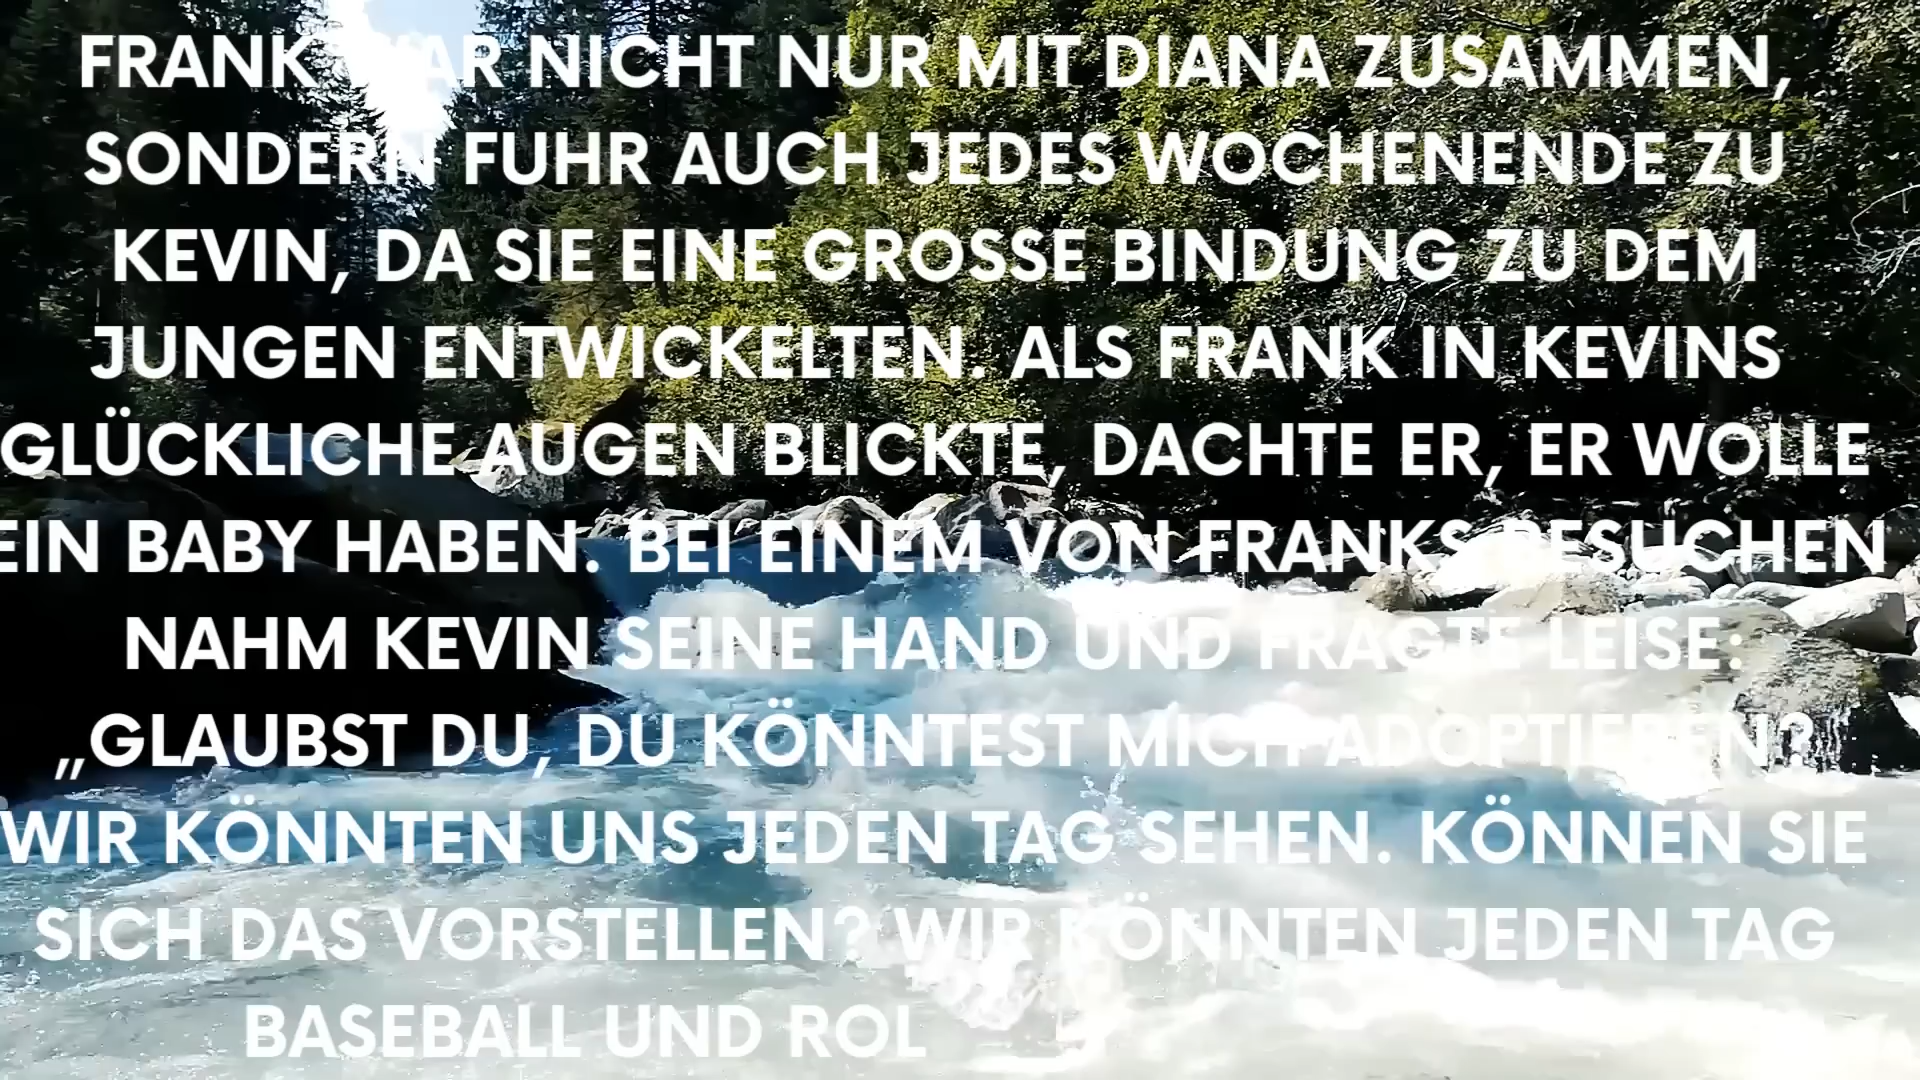 FRANK WAR NICHT NUR MIT DIANA ZUSAMMEN,
SONDERN FUHR AUCH JEDES WOCHENENDE ZU
KEVIN, DA SIE EINE GROSSE BINDUNG ZU DEM
JUNGEN ENTWICKELTEN. ALS FRANK IN KEVINS
GLÜCKLICHE AUGEN BLICKTE, DACHTE ER, ER WOLLE
EIN BABY HABEN. BEI EINEM VON FRANKS BESUCHEN
NAHM KEVIN SEINE HAND UND FRAGTE LEISE:
„GLAUBST DU, DU KÖNNTEST MICH ADOPTIEREN?
WIR KÖNNTEN UNS JEDEN TAG SEHEN. KÖNNEN SIE
SICH DAS VORSTELLEN? WIR KÖNNTEN JEDEN TAG
BASEBALL UND ROL